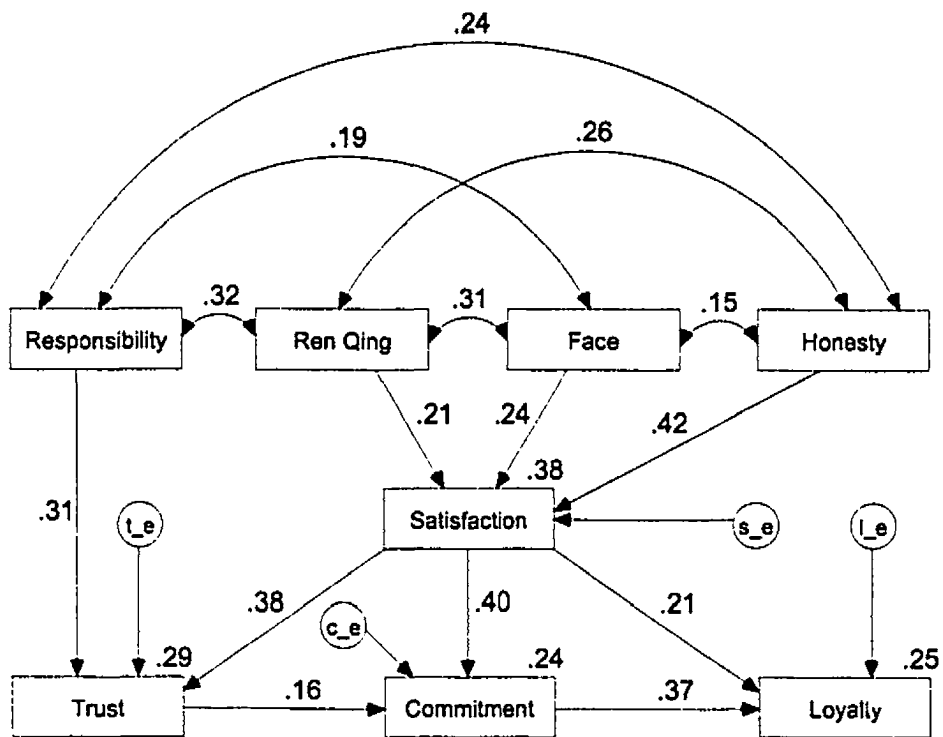 .24
.19
.26
.32
.31
.15
Responsibility
Ren Qing
Face
Honesty
.21
.24
.42
.38
.31
t_e
Satisfaction
s_e
l_e
.38
c_e
.40
.21
.29
.24
.25
Trust
.16
Commitment
.37
Loyalty